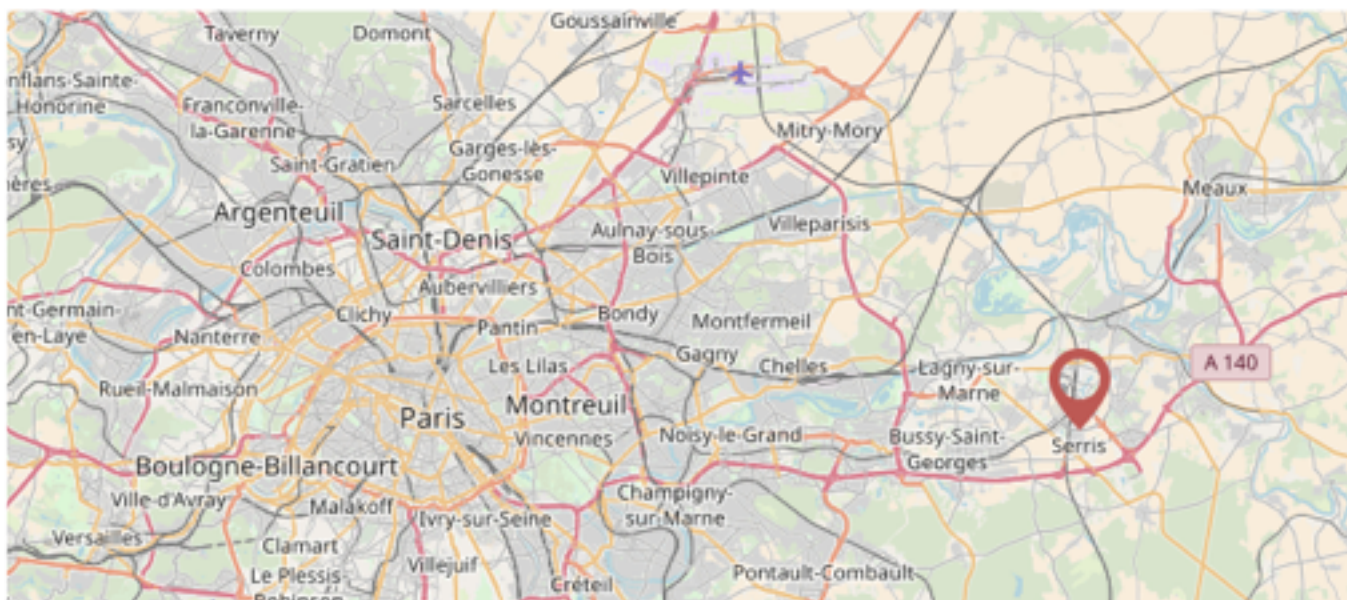 Goussainville
Taverny
Domont
nflans-Sainte-
Honorine
Franconville-
la-Garenne
Sarcelles
Mitry-Mory
sy
Saint-Gratien
Garges-lès-
Gonesse
Villepinte
ères
Meaux
Argenteuil
Saint-Denis
Aulnay-sous-
Bois
Villeparisis
Colombes
Aubervilliers
nt-Germain-
en-Laye
Clichy
Pantin
Bondy
Montfermeil
Nanterre
Les Lilas
Gagny
Chelles
Lagny-sur-
Marne
A 140
Rueil-Malmaison
Paris
Montreuil
Vincennes
Noisy-le-Grand
Bussy-Saint-
Georges
Serris
Boulogne-Billancourt
Ville-d'Avray
Malakoff
Ivry-sur-Seine
Champigny-
sur-Marne
Versailles
Clamart
Villejuif
Le Plessis-
Robinson
Créteil
Pontault-Combault